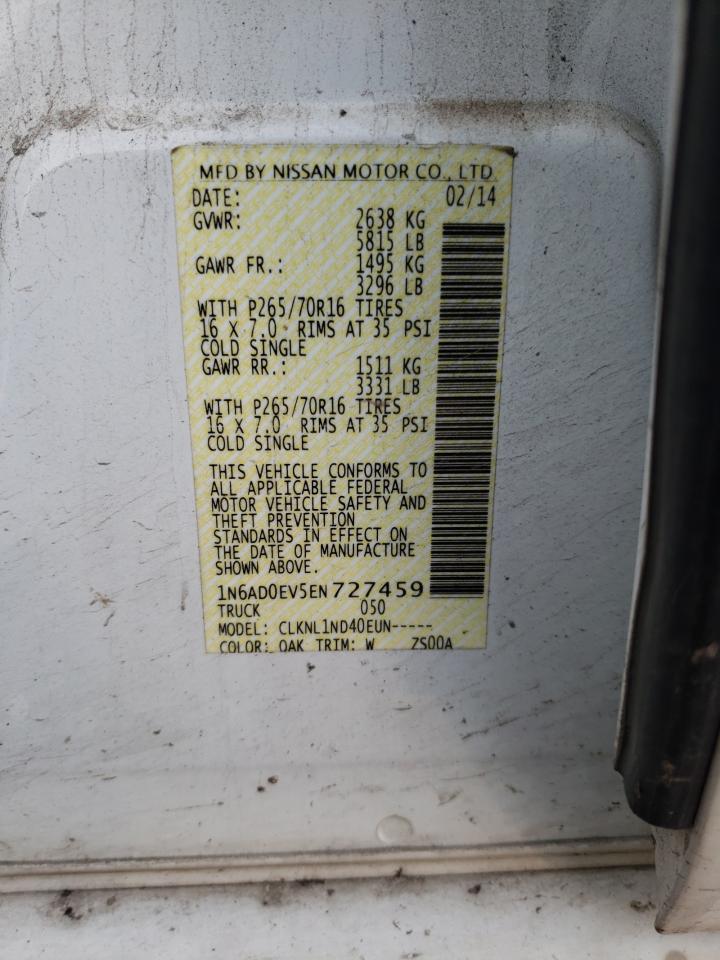 MFD BY NISSAN MOTOR CO., LTD.
DATE: 02/14
GVWR: 2638 KG
5815 LB
GAWR FR.: 1495 KG
3296 LB
WITH P265/70R16 TIRES
16 X 7.0 RIMS AT 35 PSI
COLD SINGLE
GAWR RR.: 1511 KG
3331 LB
WITH P265/70R16 TIRES
16 X 7.0 RIMS AT 35 PSI
COLD SINGLE
THIS VEHICLE CONFORMS TO
ALL APPLICABLE FEDERAL
MOTOR VEHICLE SAFETY AND
THEFT PREVENTION
STANDARDS IN EFFECT ON
THE DATE OF MANUFACTURE
SHOWN ABOVE.
1N6AD0EV5EN727459
TRUCK 050
MODEL: CLKNL1ND40EUN-----
COLOR: QAK TRIM: W ZS00A